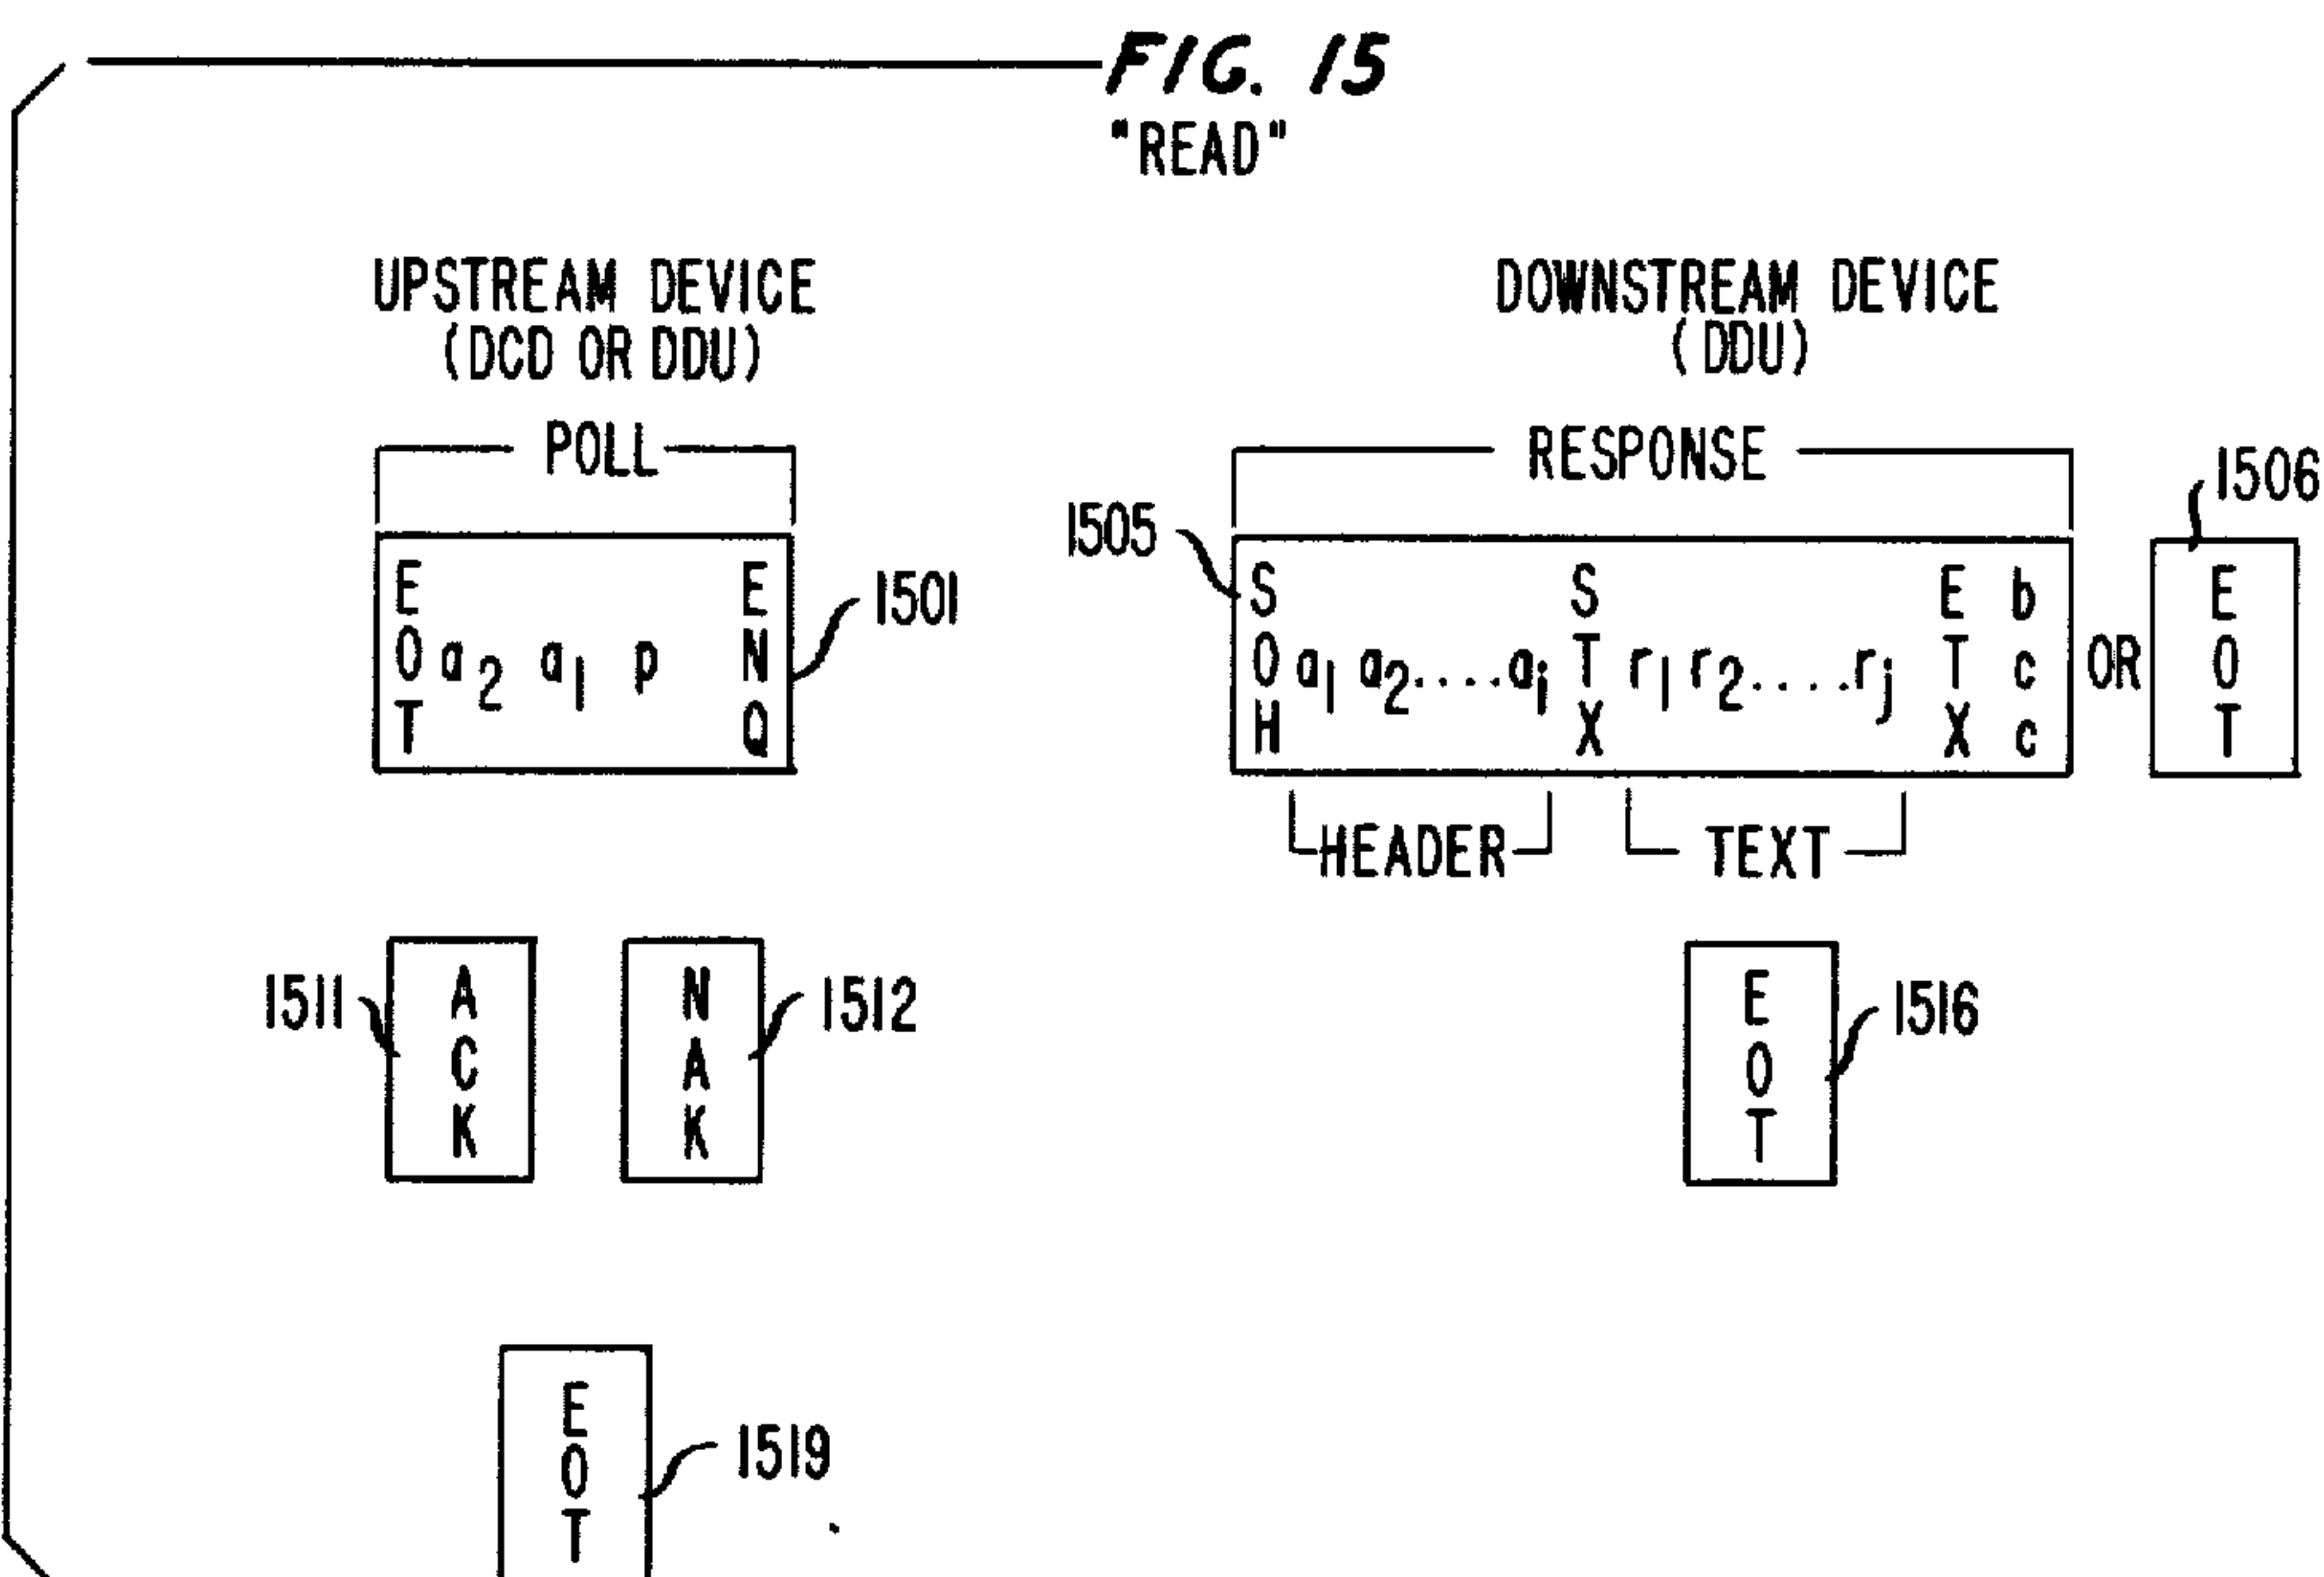 FIG. 15
"READ"
UPSTREAM DEVICE
(DCD OR DDU)
DOWNSTREAM DEVICE
(DDU)
POLL
RESPONSE
1506
1505
1501
EOT a2 a1 p ENQ
SOH a1 a2....ai STX r1 r2....rj ETX bcc
OR
EOT
HEADER
TEXT
1511
ACK
NAK
1512
EOT
1516
EOT
1519